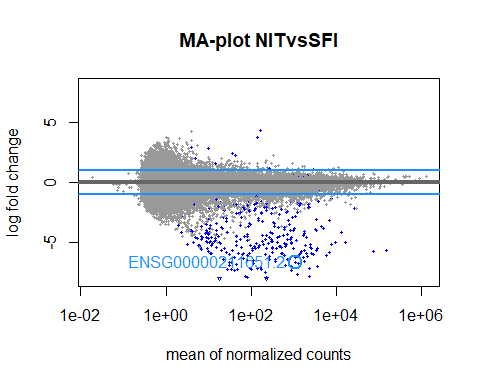 MA-plot NITvsSFI
log fold change
5
0
-5
ENSG00000211651.2
1e-02 1e+00 1e+02 1e+04 1e+06
mean of normalized counts